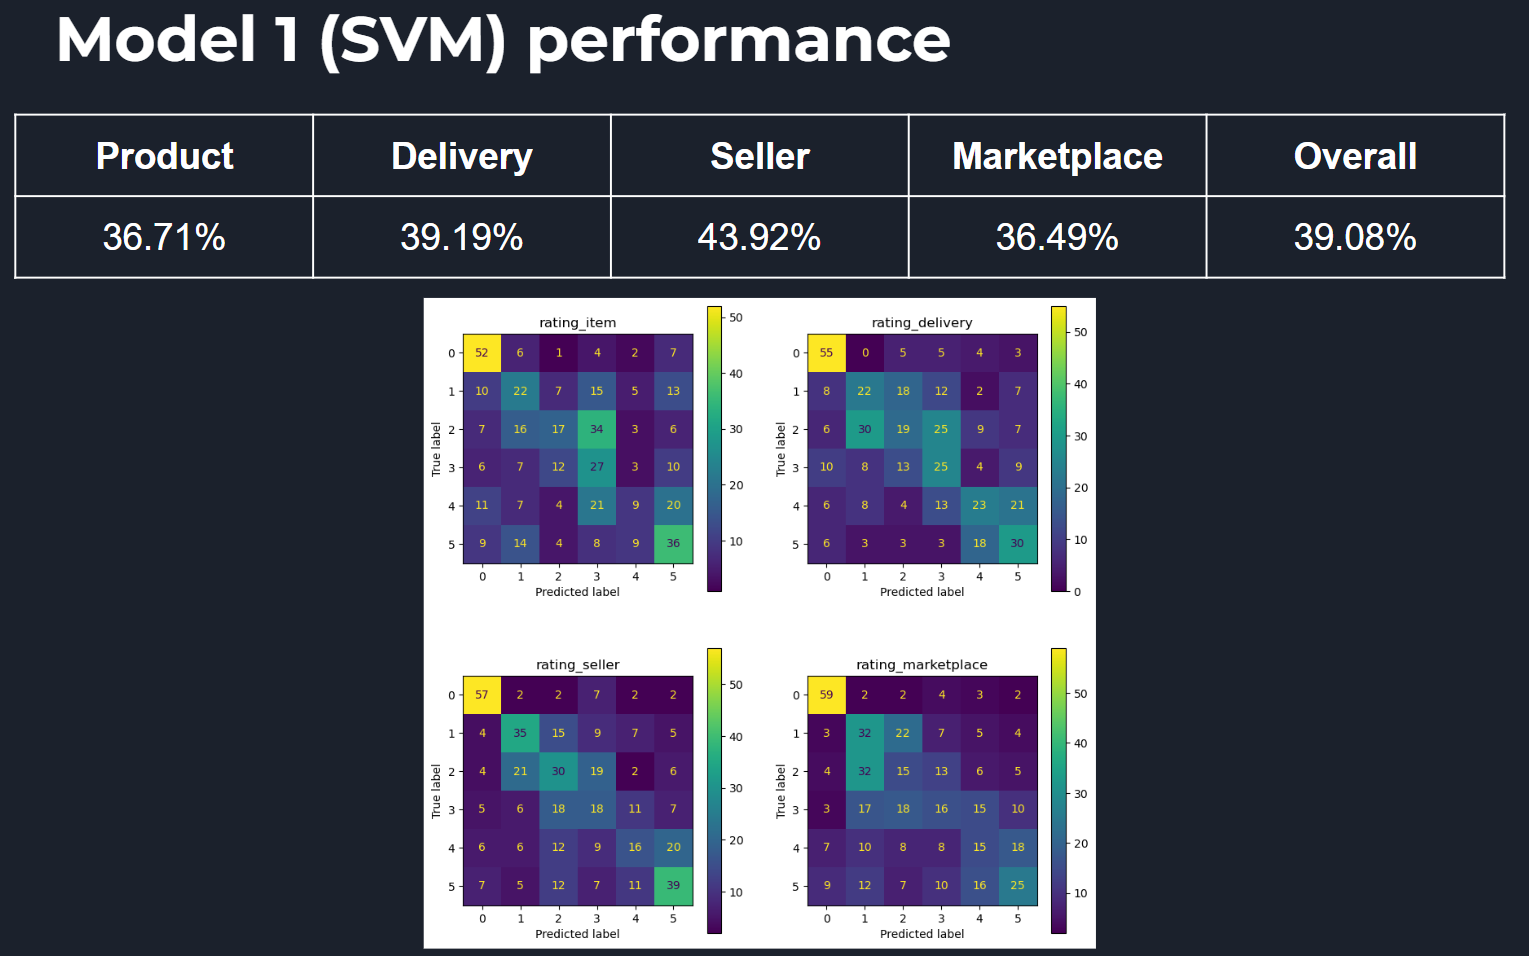 Model 1 (SVM) performance
Product Delivery Seller Marketplace Overall
36.71% 39.19% 43.92% 36.49% 39.08%
rating_item
True label
0 52 6 1 4 2 7
1 10 22 7 15 5 13
2 7 16 17 34 3 6
3 6 7 12 27 3 10
4 11 7 4 21 9 20
5 9 14 4 8 9 36
0 1 2 3 4 5
Predicted label
50
40
30
20
10
rating_delivery
True label
0 55 0 5 5 4 3
1 8 22 18 12 2 7
2 6 30 19 25 9 7
3 10 8 13 25 4 9
4 6 8 4 13 23 21
5 6 3 3 3 18 30
0 1 2 3 4 5
Predicted label
50
40
30
20
10
0
rating_seller
True label
0 57 2 2 7 2 2
1 4 35 15 9 7 5
2 4 21 30 19 2 6
3 5 6 18 18 11 7
4 6 6 12 9 16 20
5 7 5 12 7 11 39
0 1 2 3 4 5
Predicted label
50
40
30
20
10
rating_marketplace
True label
0 59 2 2 4 3 2
1 3 32 22 7 5 4
2 4 32 15 13 6 5
3 3 17 18 16 15 10
4 7 10 8 8 15 18
5 9 12 7 10 16 25
0 1 2 3 4 5
Predicted label
50
40
30
20
10